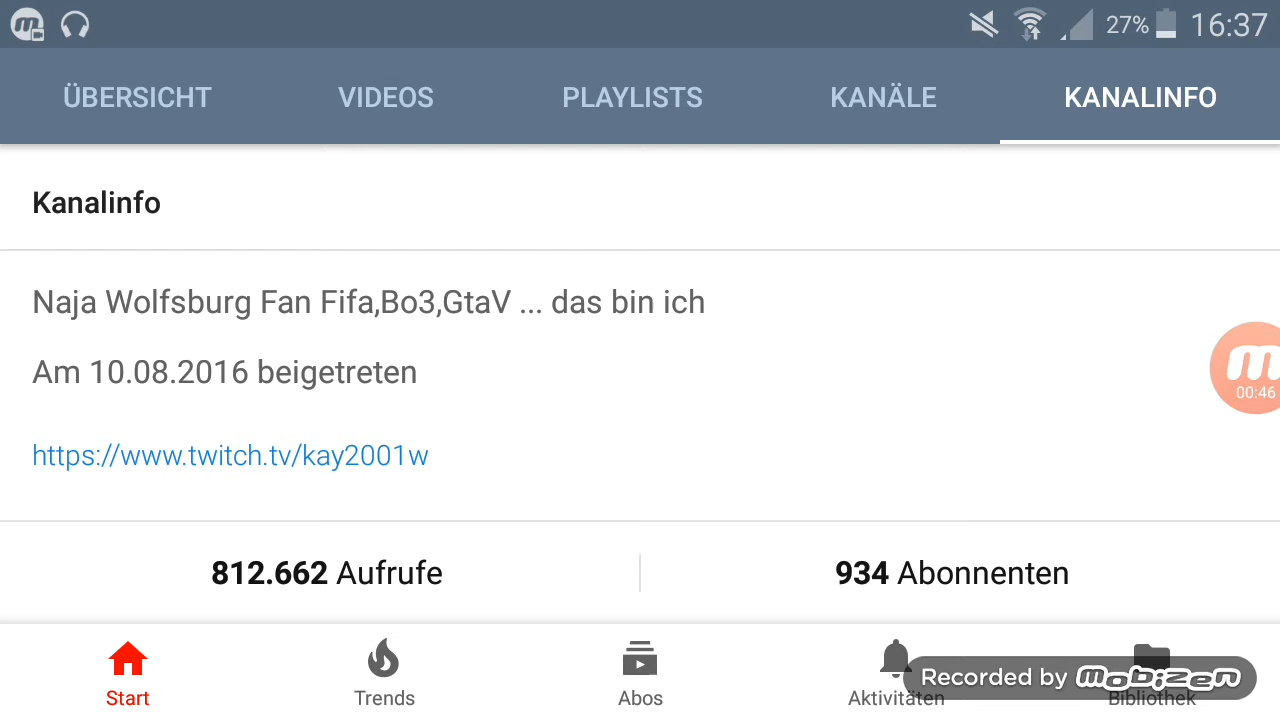 27% 16:37
ÜBERSICHT VIDEOS PLAYLISTS KANÄLE KANALINFO
Kanalinfo
Naja Wolfsburg Fan Fifa,Bo3,GtaV ... das bin ich
Am 10.08.2016 beigetreten
m
00:46
https://www.twitch.tv/kay2001w
812.662 Aufrufe 934 Abonnenten
Start Trends Abos Aktivitäten Bibliothek
Recorded by mobizen